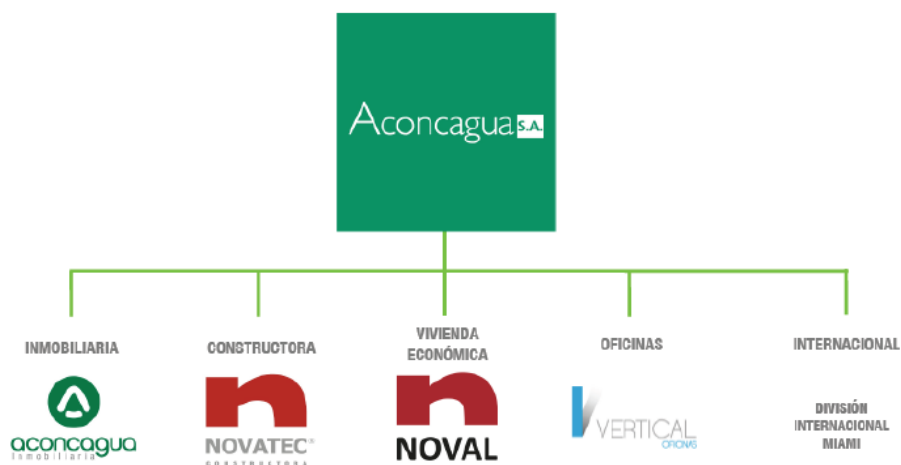 Aconcagua S.A.
INMOBILIARIA
aconcagua
inmobiliaria
CONSTRUCTORA
NOVATEC®
CONSTRUCTORA
VIVIENDA
ECONÓMICA
NOVAL
OFICINAS
VERTICAL
OFICINAS
INTERNACIONAL
DIVISIÓN
INTERNACIONAL
MIAMI